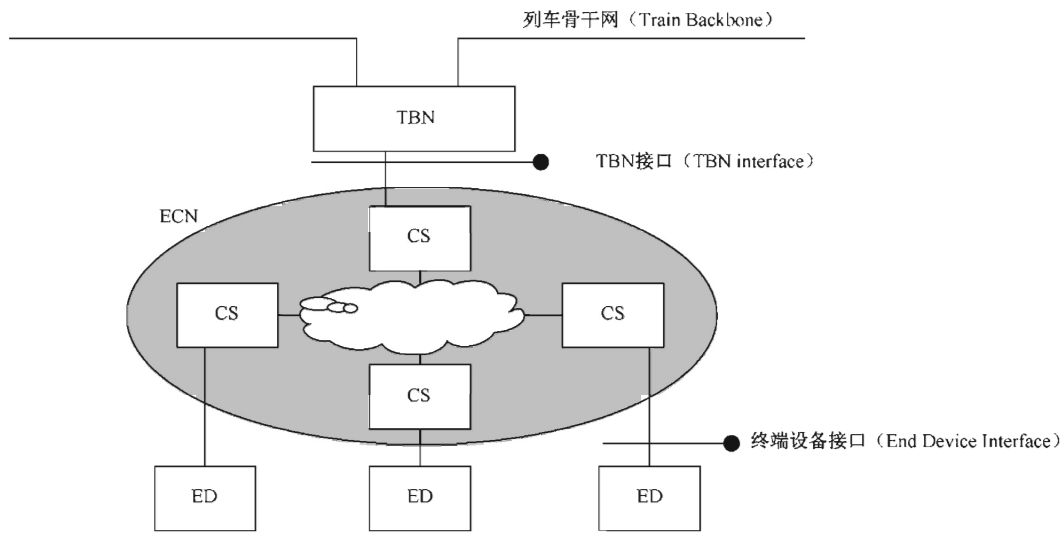 列车骨干网（Train Backbone）
TBN
TBN接口（TBN interface）
ECN
CS
CS
CS
CS
终端设备接口（End Device Interface）
ED
ED
ED